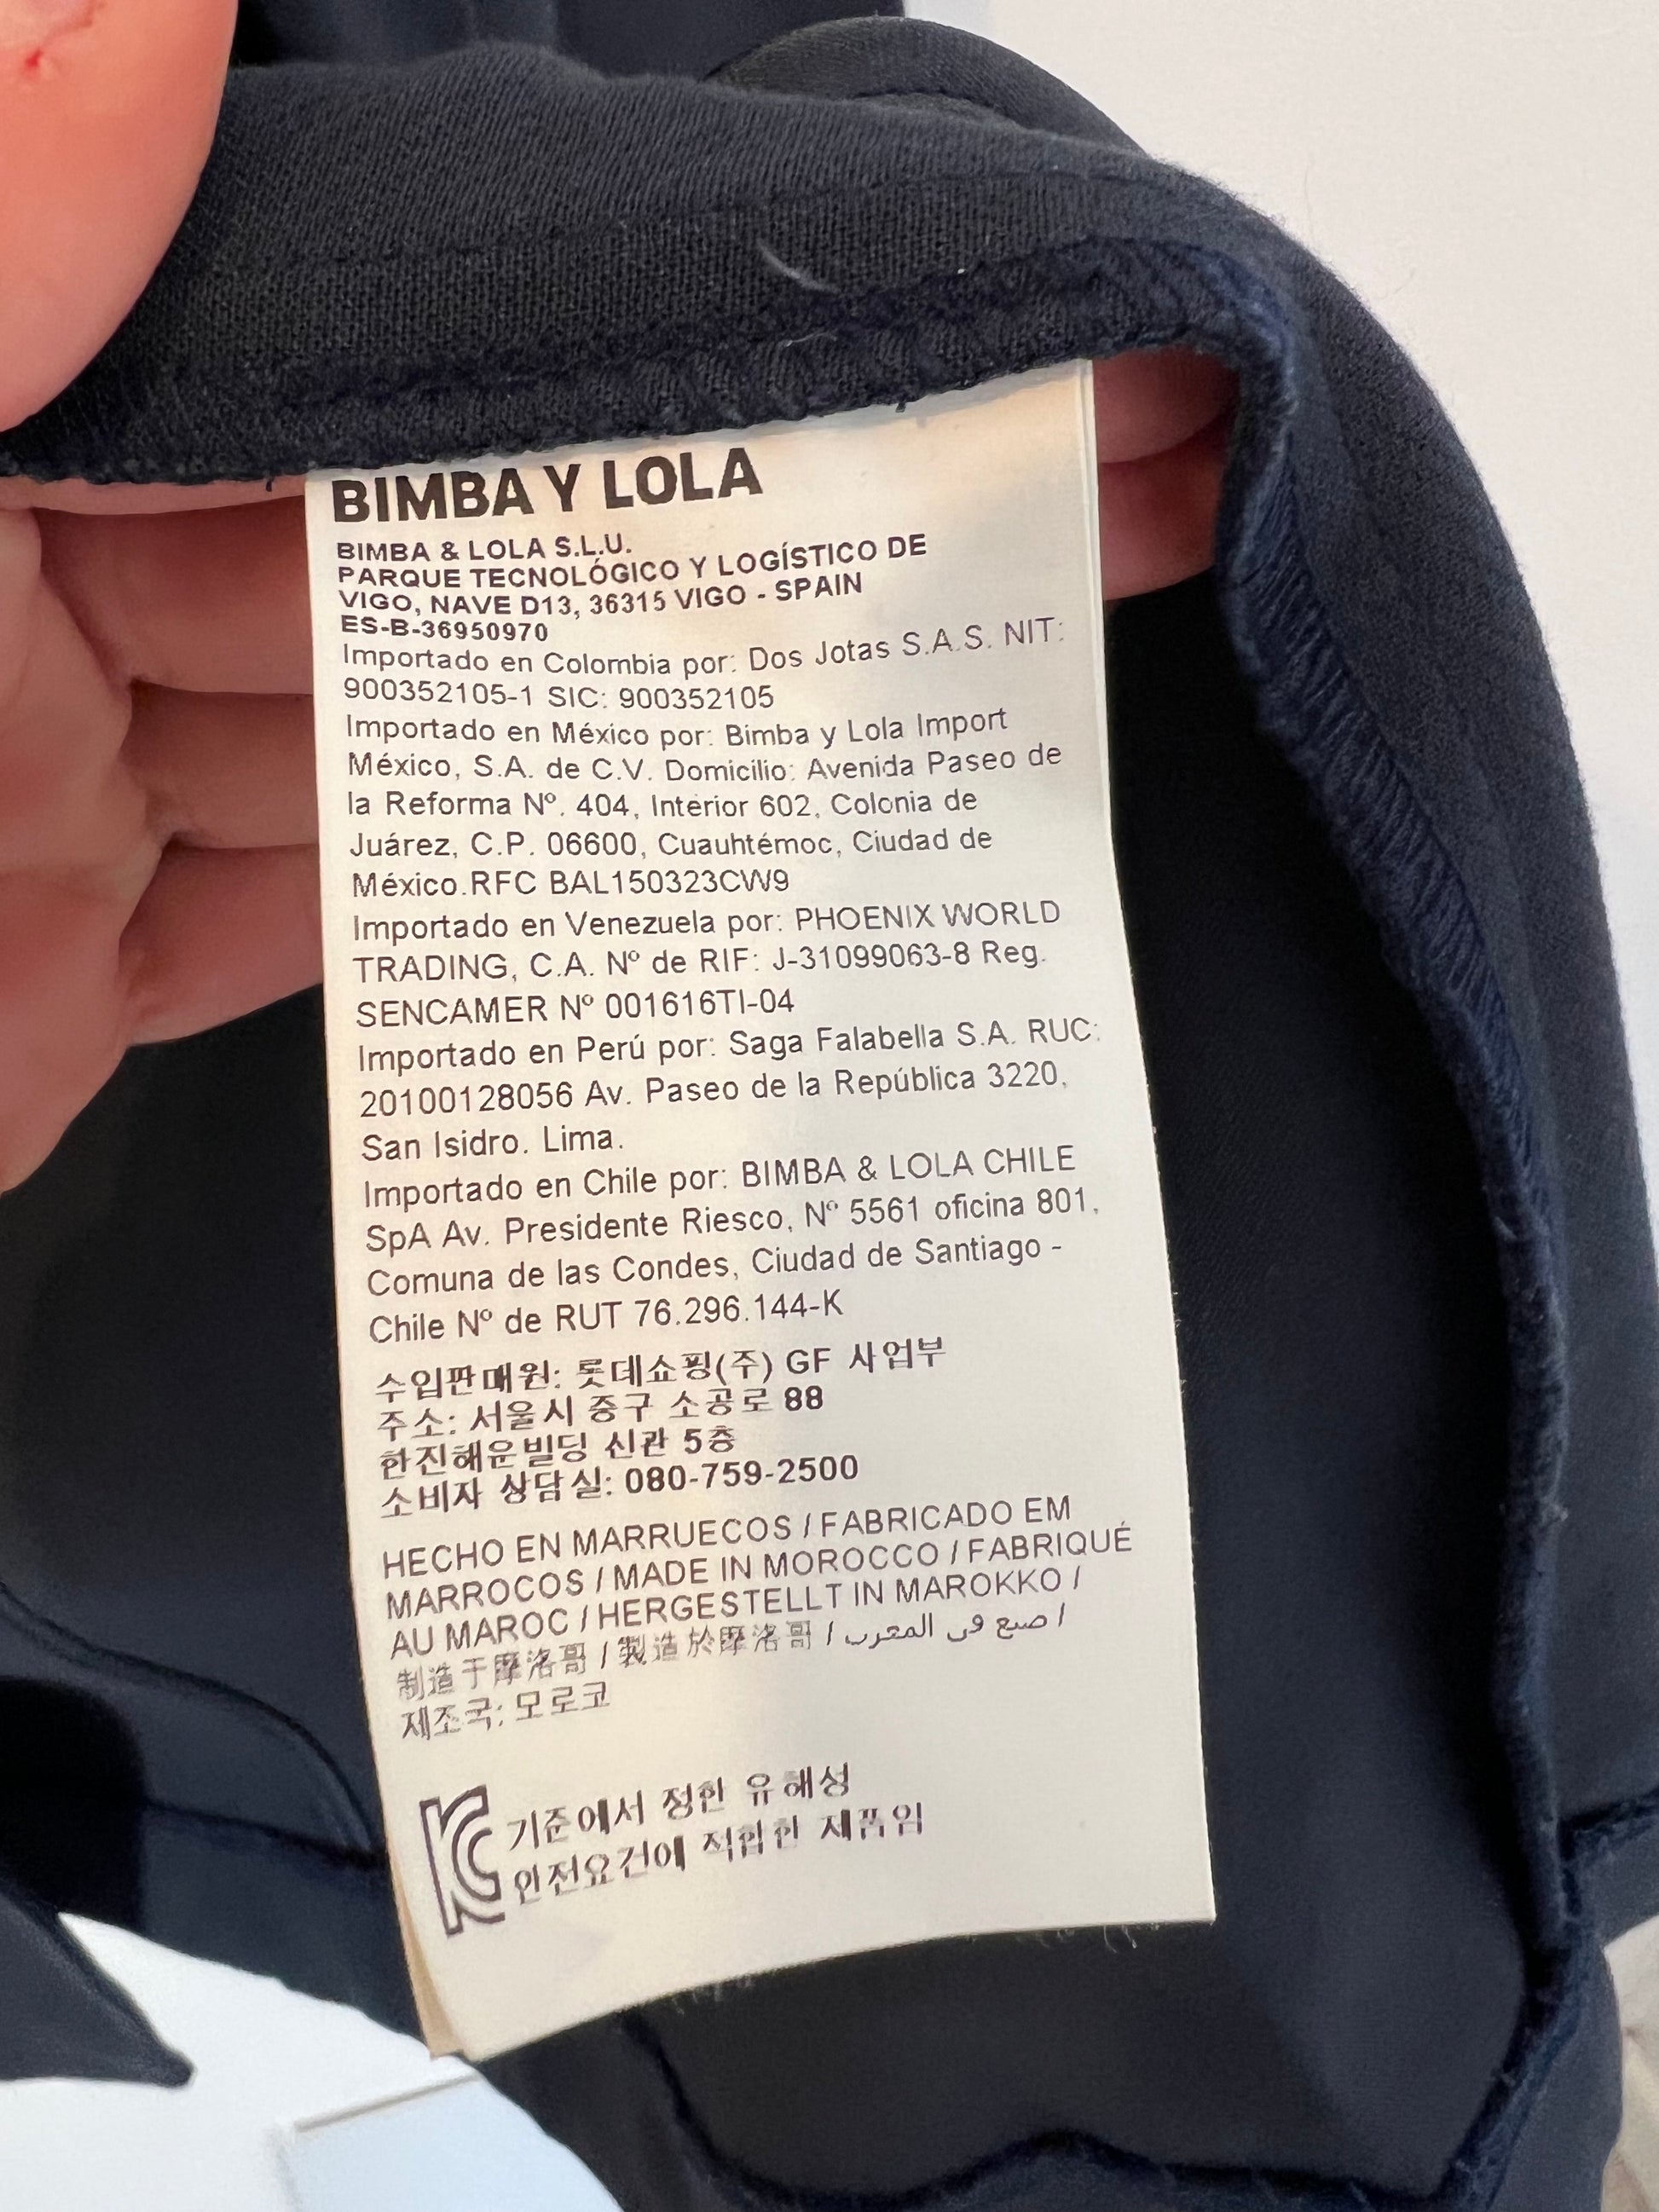 BIMBA Y LOLA
BIMBA & LOLA S.L.U.
PARQUE TECNOLÓGICO Y LOGÍSTICO DE
VIGO, NAVE D13, 36315 VIGO - SPAIN
ES-B-36950970
Importado en Colombia por: Dos Jotas S.A.S. NIT:
900352105-1 SIC: 900352105
Importado en México por: Bimba y Lola Import
México, S.A. de C.V. Domicilio: Avenida Paseo de
la Reforma Nº. 404, Interior 602, Colonia de
Juárez, C.P. 06600, Cuauhtémoc, Ciudad de
México.RFC BAL150323CW9
Importado en Venezuela por: PHOENIX WORLD
TRADING, C.A. Nº de RIF: J-31099063-8 Reg.
SENCAMER Nº 001616TI-04
Importado en Perú por: Saga Falabella S.A. RUC:
20100128056 Av. Paseo de la República 3220,
San Isidro. Lima.
Importado en Chile por: BIMBA & LOLA CHILE
SpA Av. Presidente Riesco, Nº 5561 oficina 801,
Comuna de las Condes, Ciudad de Santiago -
Chile Nº de RUT 76.296.144-K
수입판매원: 롯데쇼핑(주) GF 사업부
주소: 서울시 중구 소공로 88
한진해운빌딩 신관 5층
소비자 상담실: 080-759-2500
HECHO EN MARRUECOS / FABRICADO EM
MARROCOS / MADE IN MOROCCO / FABRIQUÉ
AU MAROC / HERGESTELLT IN MAROKKO /
制造于摩洛哥 / 製造於摩洛哥 / صنع في المغرب /
제조국: 모로코
KC 기준에서 정한 유해성
안전요건에 적합한 제품임